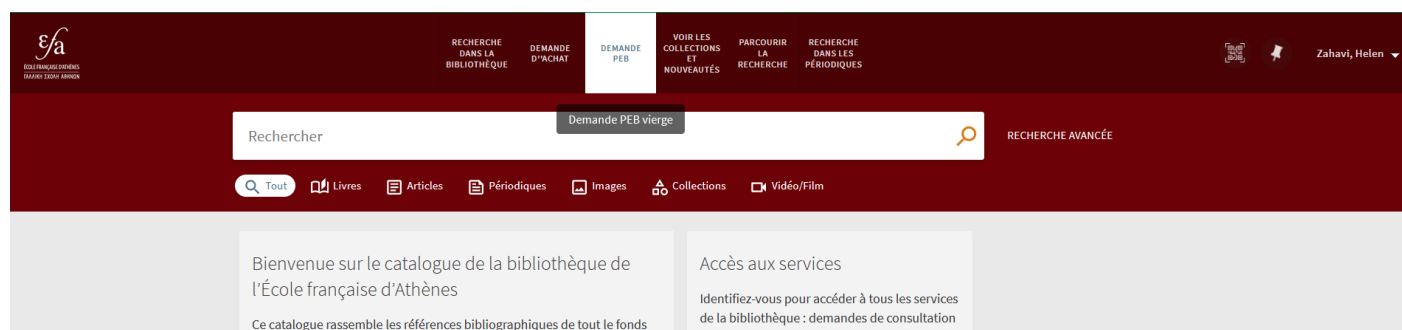 εfa
ÉCOLE FRANÇAISE D'ATHÈNES
ΓΑΛΛΙΚΗ ΣΧΟΛΗ ΑΘΗΝΩΝ
RECHERCHE
DANS LA
BIBLIOTHÈQUE
DEMANDE
D''ACHAT
DEMANDE
PEB
VOIR LES
COLLECTIONS
ET
NOUVEAUTÉS
PARCOURIR
LA
RECHERCHE
RECHERCHE
DANS LES
PÉRIODIQUES
Zahavi, Helen
Demande PEB vierge
Rechercher
RECHERCHE AVANCÉE
Tout
Livres
Articles
Périodiques
Images
Collections
Vidéo/Film
Bienvenue sur le catalogue de la bibliothèque de
l'École française d'Athènes
Ce catalogue rassemble les références bibliographiques de tout le fonds
Accès aux services
Identifiez-vous pour accéder à tous les services
de la bibliothèque : demandes de consultation